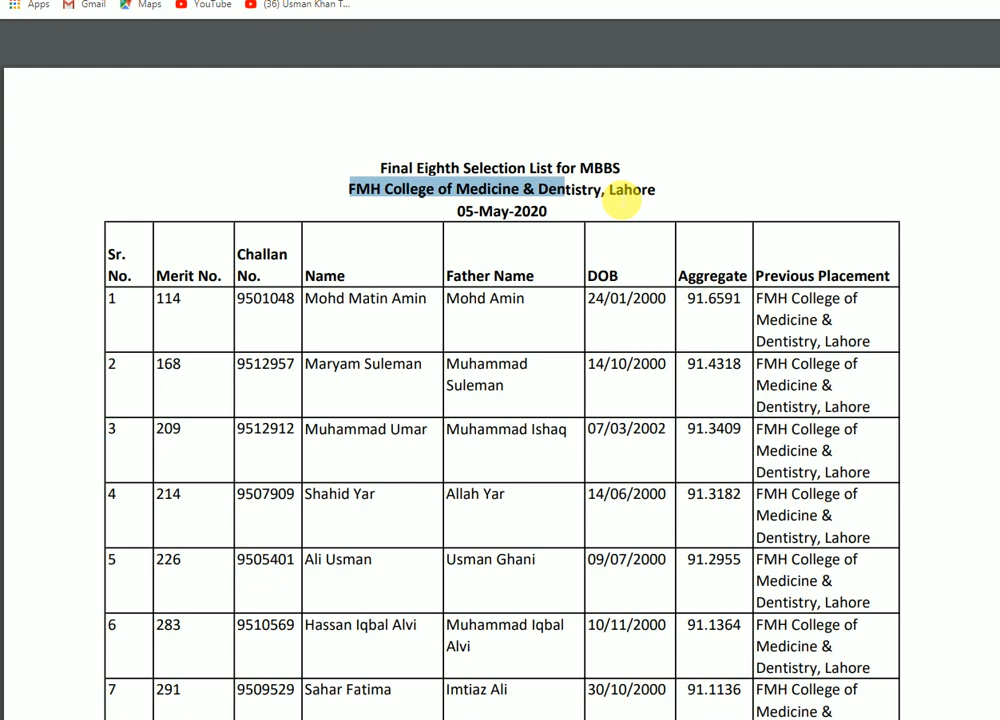 Apps Gmail Maps YouTube (36) Usman Khan T...
Final Eighth Selection List for MBBS
FMH College of Medicine & Dentistry, Lahore
05-May-2020
Sr. No. Merit No. Challan No. Name Father Name DOB Aggregate Previous Placement
1 114 9501048 Mohd Matin Amin Mohd Amin 24/01/2000 91.6591 FMH College of
Medicine &
Dentistry, Lahore
2 168 9512957 Maryam Suleman Muhammad Suleman 14/10/2000 91.4318 FMH College of
Medicine &
Dentistry, Lahore
3 209 9512912 Muhammad Umar Muhammad Ishaq 07/03/2002 91.3409 FMH College of
Medicine &
Dentistry, Lahore
4 214 9507909 Shahid Yar Allah Yar 14/06/2000 91.3182 FMH College of
Medicine &
Dentistry, Lahore
5 226 9505401 Ali Usman Usman Ghani 09/07/2000 91.2955 FMH College of
Medicine &
Dentistry, Lahore
6 283 9510569 Hassan Iqbal Alvi Muhammad Iqbal Alvi 10/11/2000 91.1364 FMH College of
Medicine &
Dentistry, Lahore
7 291 9509529 Sahar Fatima Imtiaz Ali 30/10/2000 91.1136 FMH College of
Medicine &